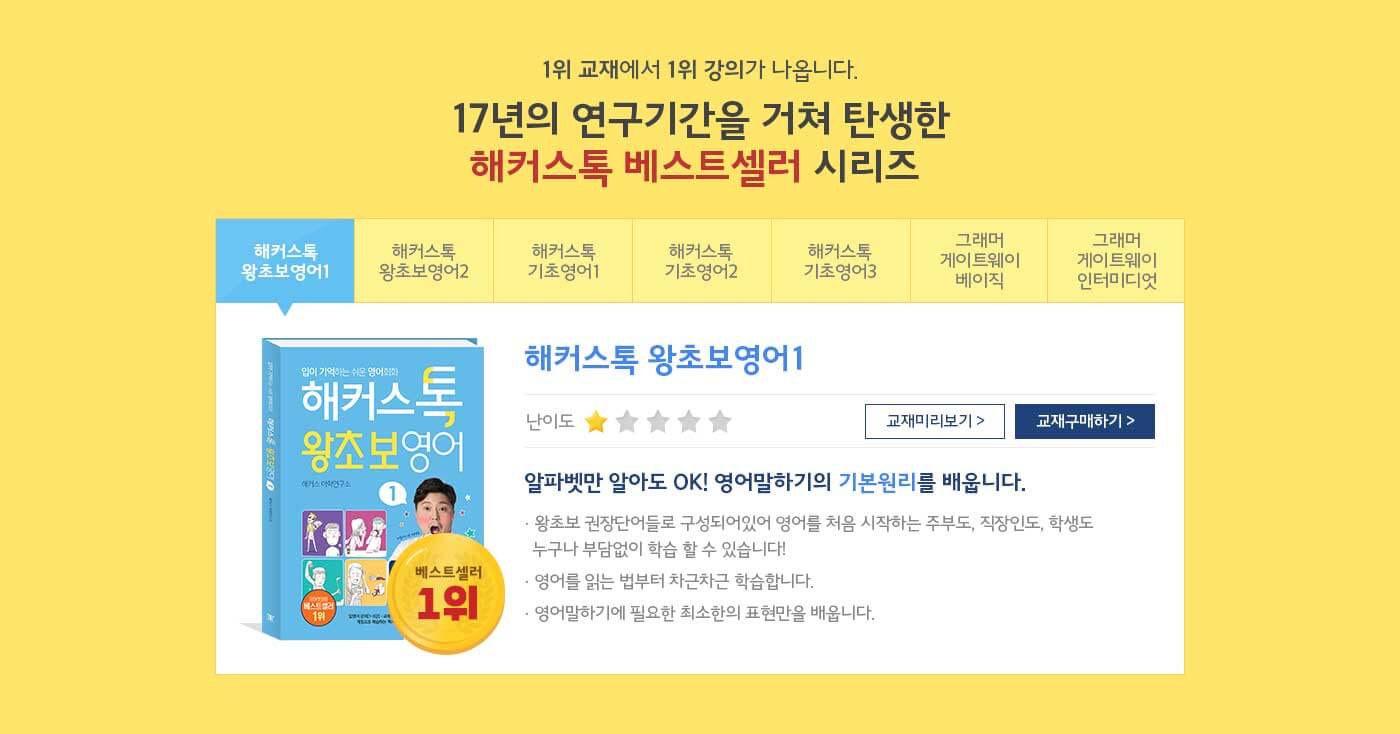 1위 교재에서 1위 강의가 나옵니다.
17년의 연구기간을 거쳐 탄생한
해커스톡 베스트셀러 시리즈
해커스톡
왕초보영어1
해커스톡
왕초보영어2
해커스톡
기초영어1
해커스톡
기초영어2
해커스톡
기초영어3
그래머
게이트웨이
베이직
그래머
게이트웨이
인터미디엇
입이 기억하는 쉬운 영어회화
해커스톡
왕초보영어
해커스 어학연구소
1
베스트셀러
1위
베스트셀러
1위
해커스톡 왕초보영어1
난이도
교재미리보기 >
교재구매하기 >
알파벳만 알아도 OK! 영어말하기의 기본원리를 배웁니다.
· 왕초보 권장단어들로 구성되어있어 영어를 처음 시작하는 주부도, 직장인도, 학생도
누구나 부담없이 학습 할 수 있습니다!
· 영어를 읽는 법부터 차근차근 학습합니다.
· 영어말하기에 필요한 최소한의 표현만을 배웁니다.